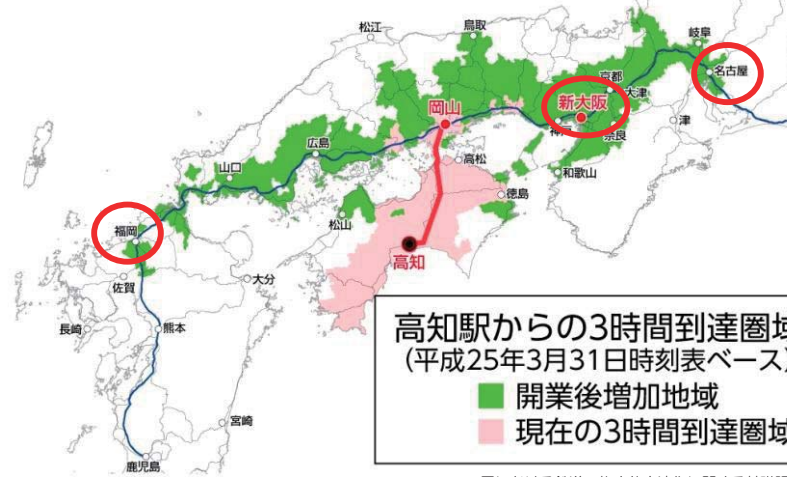 松江
鳥取
岐阜
名古屋
京都
大津
新大阪
岡山
神戸
奈良
津
広島
高松
和歌山
山口
徳島
松山
福岡
高知
佐賀
大分
長崎
熊本
宮崎
鹿児島
高知駅からの3時間到達圏域
(平成25年3月31日時刻表ベース)
開業後増加地域
現在の3時間到達圏域